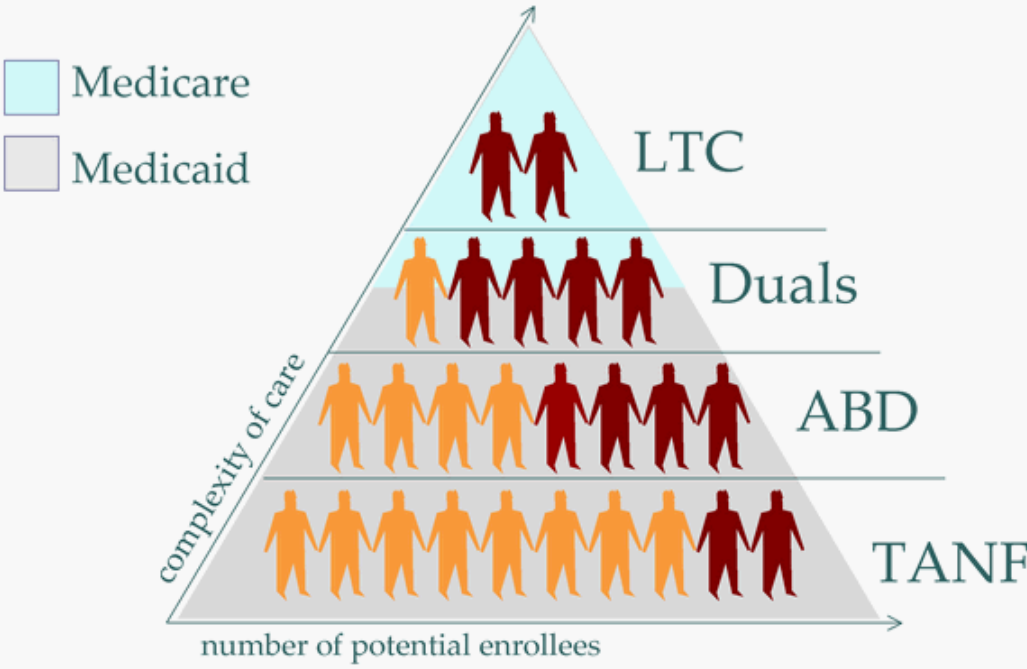 Medicare
Medicaid
LTC
Duals
ABD
TANF
complexity of care
number of potential enrollees